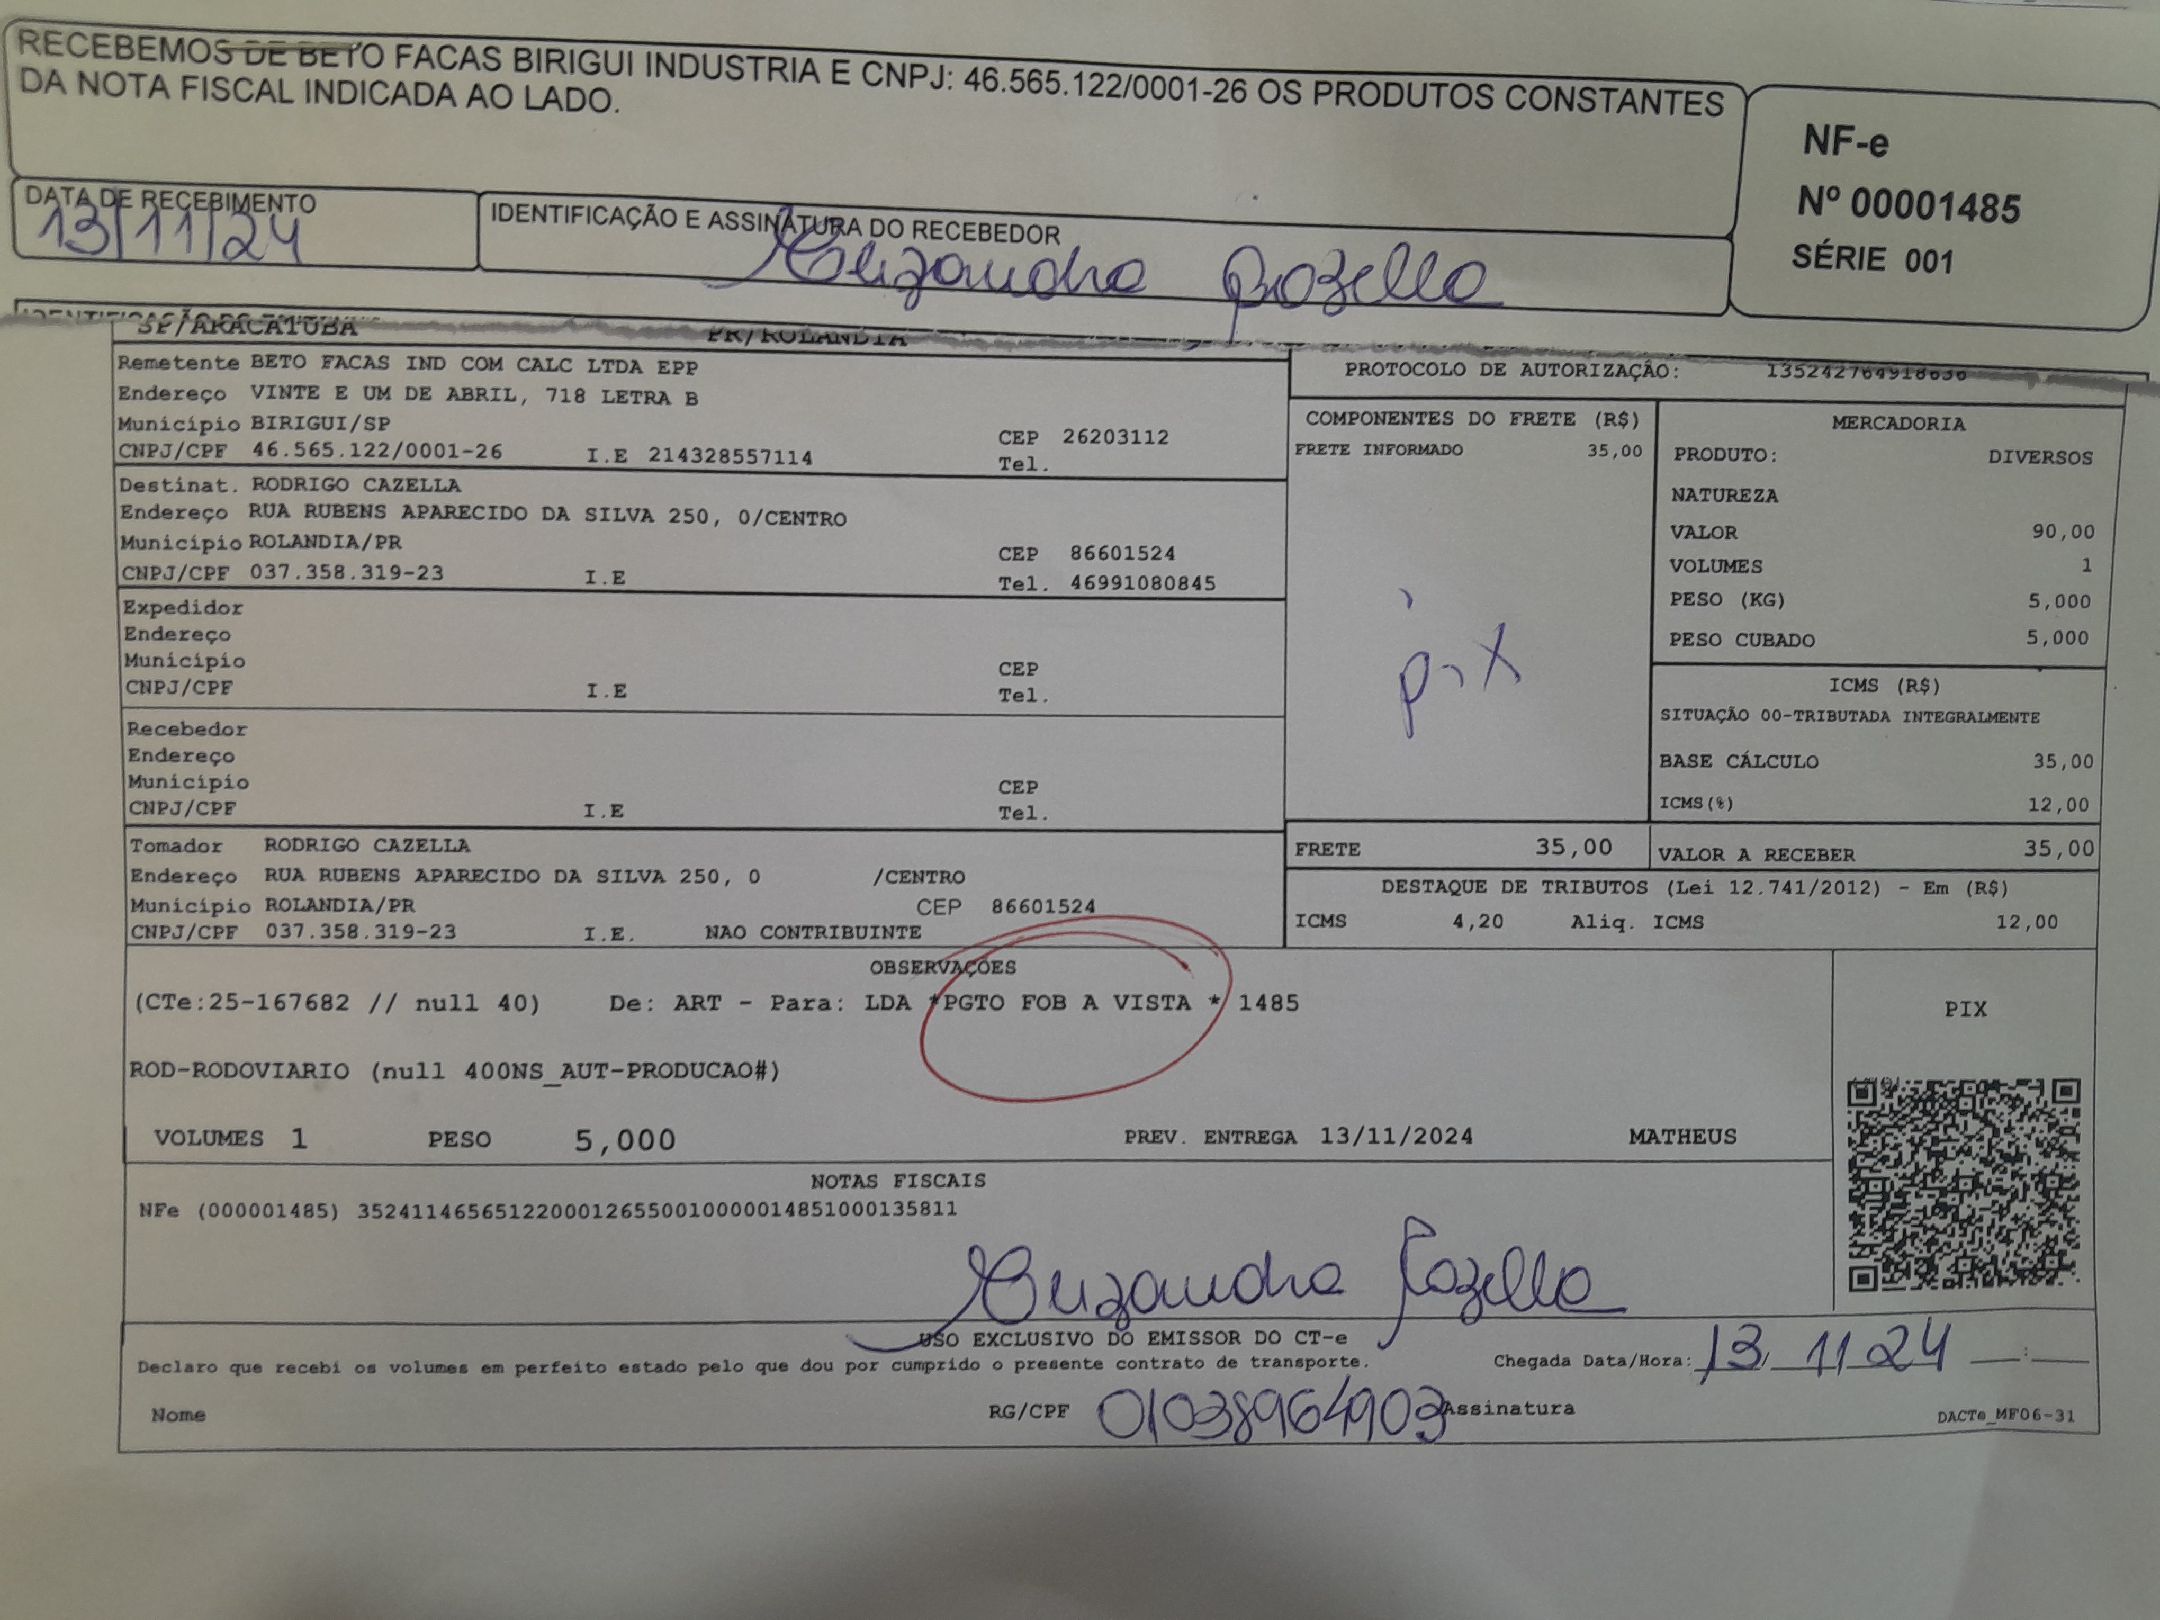 RECEBEMOS DE BETO FACAS BIRIGUI INDUSTRIA E CNPJ: 46.565.122/0001-26 OS PRODUTOS CONSTANTES
DA NOTA FISCAL INDICADA AO LADO.
NF-e
Nº 00001485
SÉRIE 001
DATA DE RECEBIMENTO
13/11/24
IDENTIFICAÇÃO E ASSINATURA DO RECEBEDOR
SP/ARACATUBA PR/ROLANDIA
Remetente BETO FACAS IND COM CALC LTDA EPP
Endereço VINTE E UM DE ABRIL, 718 LETRA B
Município BIRIGUI/SP
CEP 26203112
CNPJ/CPF 46.565.122/0001-26 I.E 214328557114 Tel.
Destinat. RODRIGO CAZELLA
Endereço RUA RUBENS APARECIDO DA SILVA 250, 0/CENTRO
Município ROLANDIA/PR CEP 86601524
CNPJ/CPF 037.358.319-23 I.E Tel. 46991080845
Expedidor
Endereço
Município CEP
CNPJ/CPF I.E Tel.
Recebedor
Endereço
Município CEP
CNPJ/CPF I.E Tel.
Tomador RODRIGO CAZELLA
Endereço RUA RUBENS APARECIDO DA SILVA 250, 0 /CENTRO
Município ROLANDIA/PR CEP 86601524
CNPJ/CPF 037.358.319-23 I.E. NAO CONTRIBUINTE
PROTOCOLO DE AUTORIZAÇÃO: 135242764918636
COMPONENTES DO FRETE (R$)
FRETE INFORMADO 35,00
pix
MERCADORIA
PRODUTO: DIVERSOS
NATUREZA
VALOR 90,00
VOLUMES 1
PESO (KG) 5,000
PESO CUBADO 5,000
ICMS (R$)
SITUAÇÃO 00-TRIBUTADA INTEGRALMENTE
BASE CÁLCULO 35,00
ICMS(%) 12,00
FRETE 35,00 VALOR A RECEBER 35,00
DESTAQUE DE TRIBUTOS (Lei 12.741/2012) - Em (R$)
ICMS 4,20 Aliq. ICMS 12,00
OBSERVAÇÕES
(CTe:25-167682 // null 40) De: ART - Para: LDA *PGTO FOB A VISTA * 1485
ROD-RODOVIARIO (null 400NS_AUT-PRODUCAO#)
VOLUMES 1 PESO 5,000 PREV. ENTREGA 13/11/2024 MATHEUS
PIX
NOTAS FISCAIS
NFe (000001485) 35241146565122000126550010000014851000135811
USO EXCLUSIVO DO EMISSOR DO CT-e
Declaro que recebi os volumes em perfeito estado pelo que dou por cumprido o presente contrato de transporte.
Chegada Data/Hora: 13/ 11 24 __:__
Nome RG/CPF 01038964903 Assinatura
DACTe_MF06-31